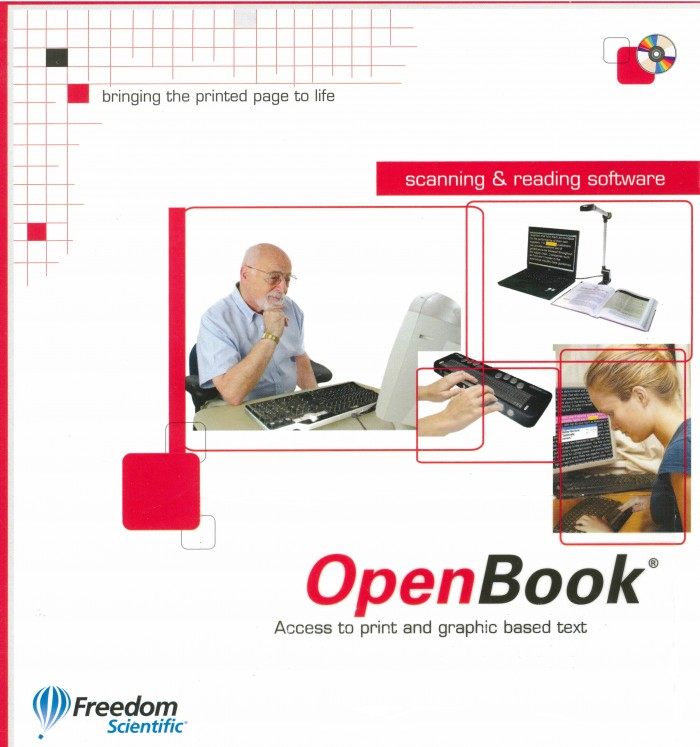 bringing the printed page to life
scanning & reading software
OpenBook®
Access to print and graphic based text
Freedom
Scientific